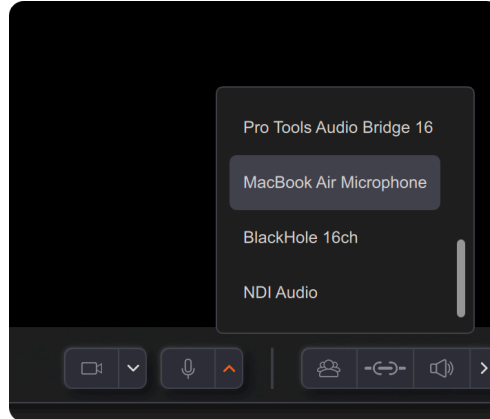 Pro Tools Audio Bridge 16
MacBook Air Microphone
BlackHole 16ch
NDI Audio